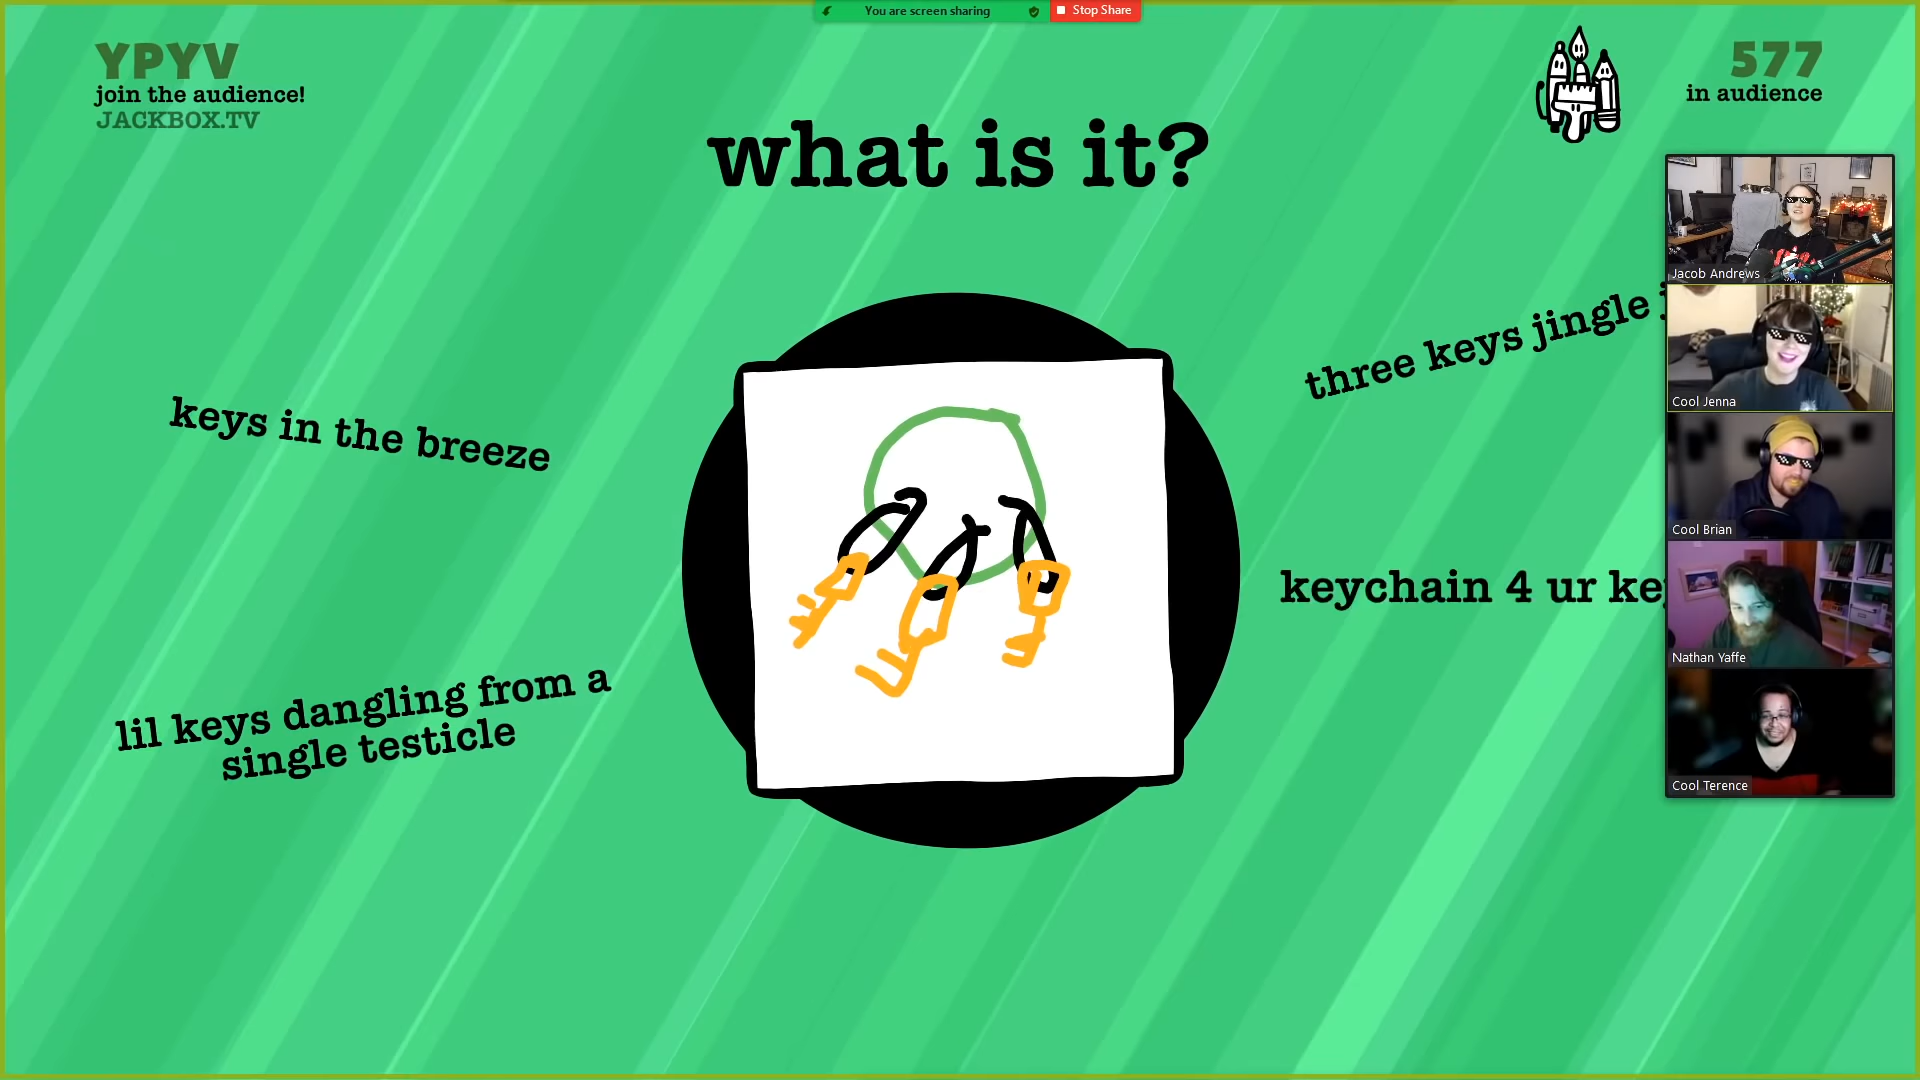 You are screen sharing
Stop Share
YPYV
join the audience!
JACKBOX.TV
577
in audience
what is it?
three keys jingle
keys in the breeze
keychain 4 ur
lil keys dangling from a
single testicle
Jacob Andrews
Cool Jenna
Cool Brian
Nathan Yaffe
Cool Terence